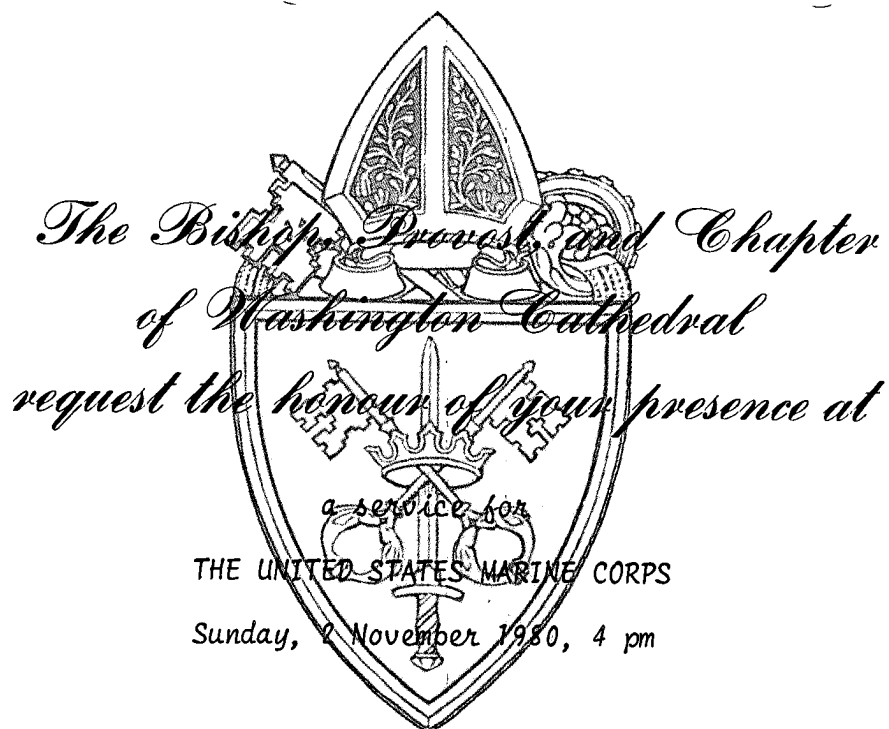 The Bishop, Provost, and Chapter
of Washington Cathedral
request the honour of your presence at
a service for
THE UNITED STATES MARINE CORPS
Sunday, 2 November 1980, 4 pm